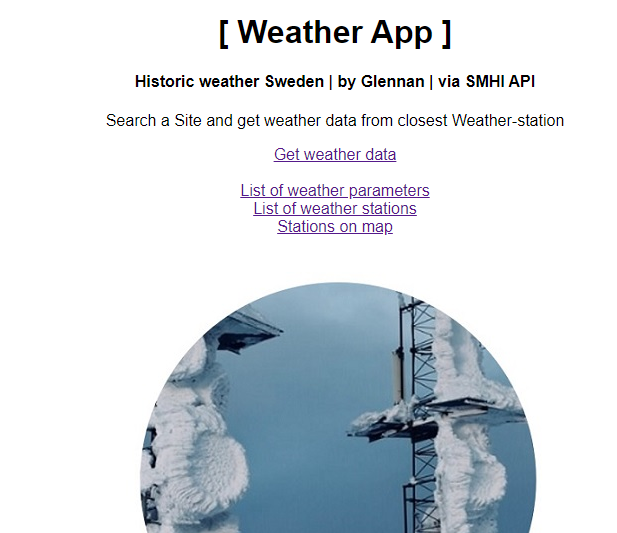 [ Weather App ]
Historic weather Sweden | by Glennan | via SMHI API
Search a Site and get weather data from closest Weather-station
Get weather data
List of weather parameters
List of weather stations
Stations on map